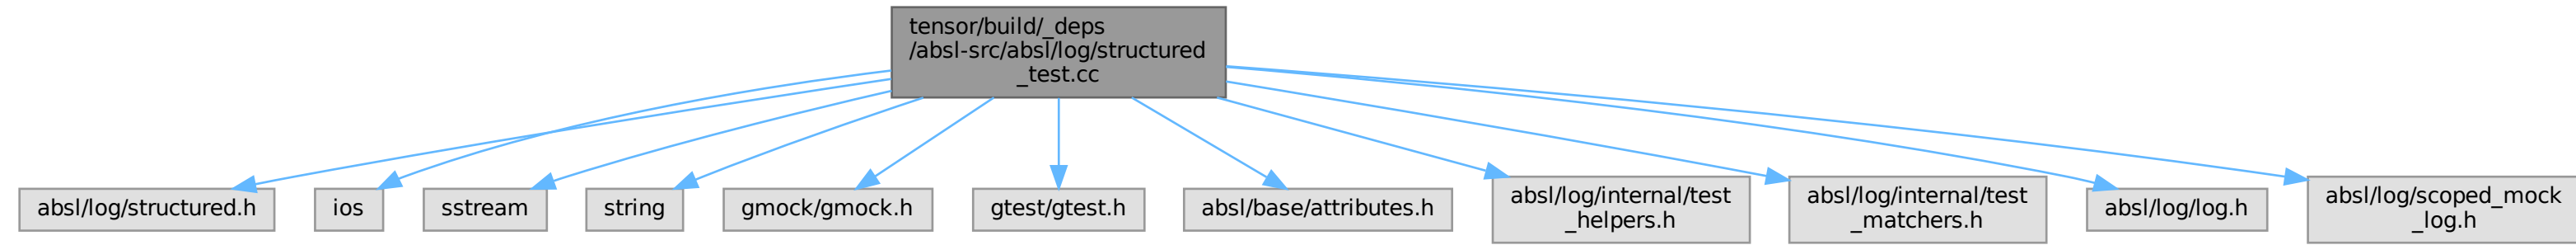 tensor/build/_deps
/absl-src/absl/log/structured
_test.cc
absl/log/structured.h
ios
sstream
string
gmock/gmock.h
gtest/gtest.h
absl/base/attributes.h
absl/log/internal/test
_helpers.h
absl/log/internal/test
_matchers.h
absl/log/log.h
absl/log/scoped_mock
_log.h